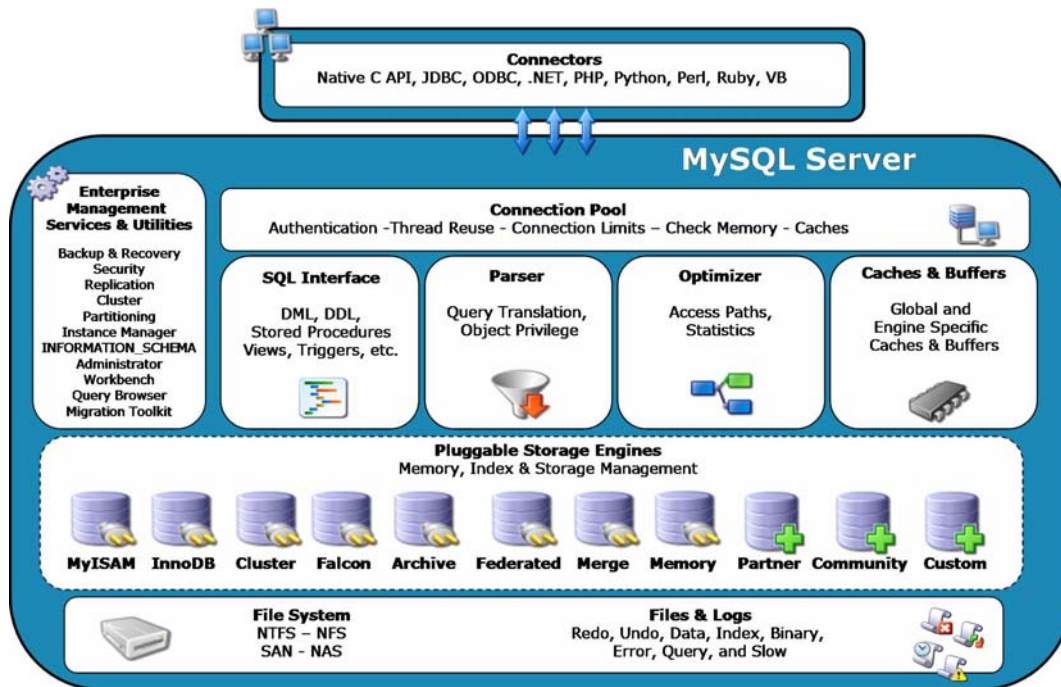 Connectors
Native C API, JDBC, ODBC, .NET, PHP, Python, Perl, Ruby, VB
MySQL Server
Enterprise
Management
Services & Utilities
Backup & Recovery
Security
Replication
Cluster
Partitioning
Instance Manager
INFORMATION_SCHEMA
Administrator
Workbench
Query Browser
Migration Toolkit
Connection Pool
Authentication -Thread Reuse - Connection Limits – Check Memory - Caches
SQL Interface
DML, DDL,
Stored Procedures
Views, Triggers, etc.
Parser
Query Translation,
Object Privilege
Optimizer
Access Paths,
Statistics
Caches & Buffers
Global and
Engine Specific
Caches & Buffers
Pluggable Storage Engines
Memory, Index & Storage Management
MyISAM InnoDB Cluster Falcon Archive Federated Merge Memory Partner Community Custom
File System
NTFS – NFS
SAN - NAS
Files & Logs
Redo, Undo, Data, Index, Binary,
Error, Query, and Slow